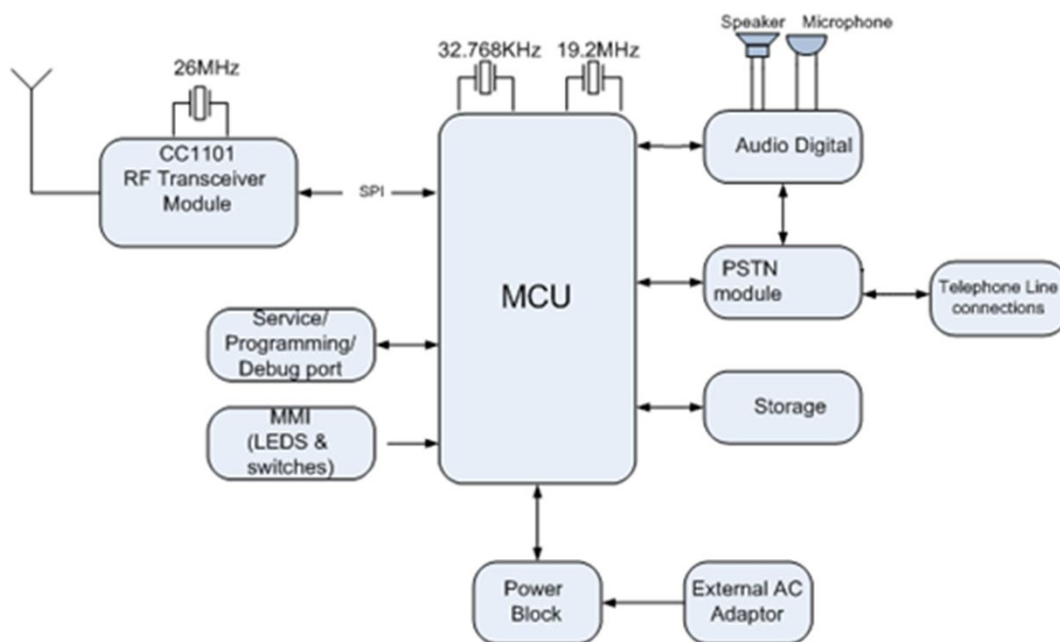 Speaker Microphone
32.768KHz
19.2MHz
26MHz
CC1101
RF Transceiver
Module
SPI
MCU
Audio Digital
PSTN
module
Telephone Line
connections
Service/
Programming/
Debug port
MMI
(LEDS &
switches)
Storage
Power
Block
External AC
Adaptor